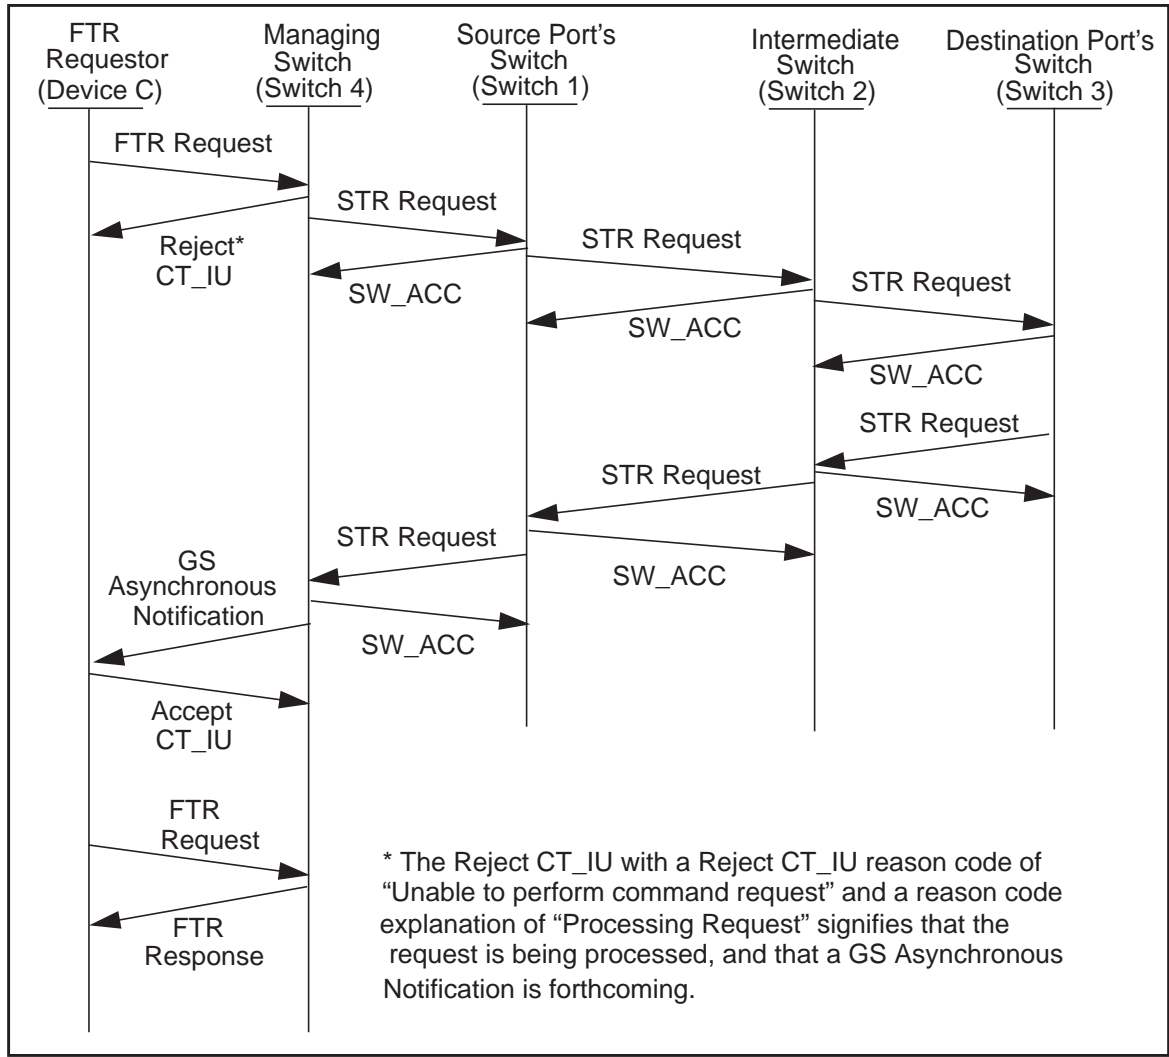 FTR
Requestor
(Device C)
Managing
Switch
(Switch 4)
Source Port's
Switch
(Switch 1)
Intermediate
Switch
(Switch 2)
Destination Port's
Switch
(Switch 3)
FTR Request
STR Request
Reject*
CT_IU
STR Request
SW_ACC
STR Request
SW_ACC
SW_ACC
STR Request
STR Request
SW_ACC
STR Request
GS
Asynchronous
Notification
SW_ACC
SW_ACC
Accept
CT_IU
FTR
Request
FTR
Response
* The Reject CT_IU with a Reject CT_IU reason code of
“Unable to perform command request” and a reason code
explanation of “Processing Request” signifies that the
request is being processed, and that a GS Asynchronous
Notification is forthcoming.